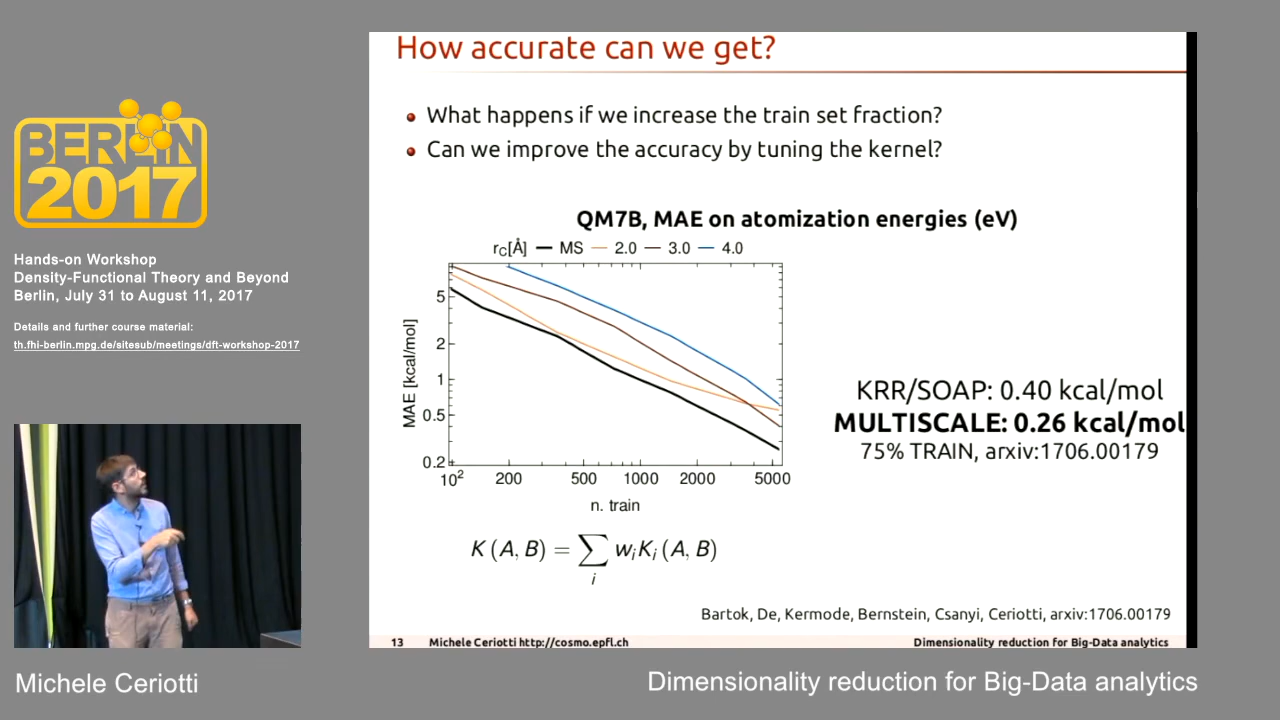 How accurate can we get?
What happens if we increase the train set fraction?
Can we improve the accuracy by tuning the kernel?
QM7B, MAE on atomization energies (eV)
r_C[Å] MS 2.0 3.0 4.0
5
2
1
0.5
0.2
MAE [kcal/mol]
10² 200 500 1000 2000 5000
n. train
KRR/SOAP: 0.40 kcal/mol
MULTISCALE: 0.26 kcal/mol
75% TRAIN, arxiv:1706.00179
K (A, B) = ∑ w_i K_i (A, B)
i
Bartok, De, Kermode, Bernstein, Csanyi, Ceriotti, arxiv:1706.00179
13 Michele Ceriotti http://cosmo.epfl.ch Dimensionality reduction for Big-Data analytics
BERLIN
2017
Hands-on Workshop
Density-Functional Theory and Beyond
Berlin, July 31 to August 11, 2017
Details and further course material:
th.fhi-berlin.mpg.de/sitesub/meetings/dft-workshop-2017
Michele Ceriotti
Dimensionality reduction for Big-Data analytics